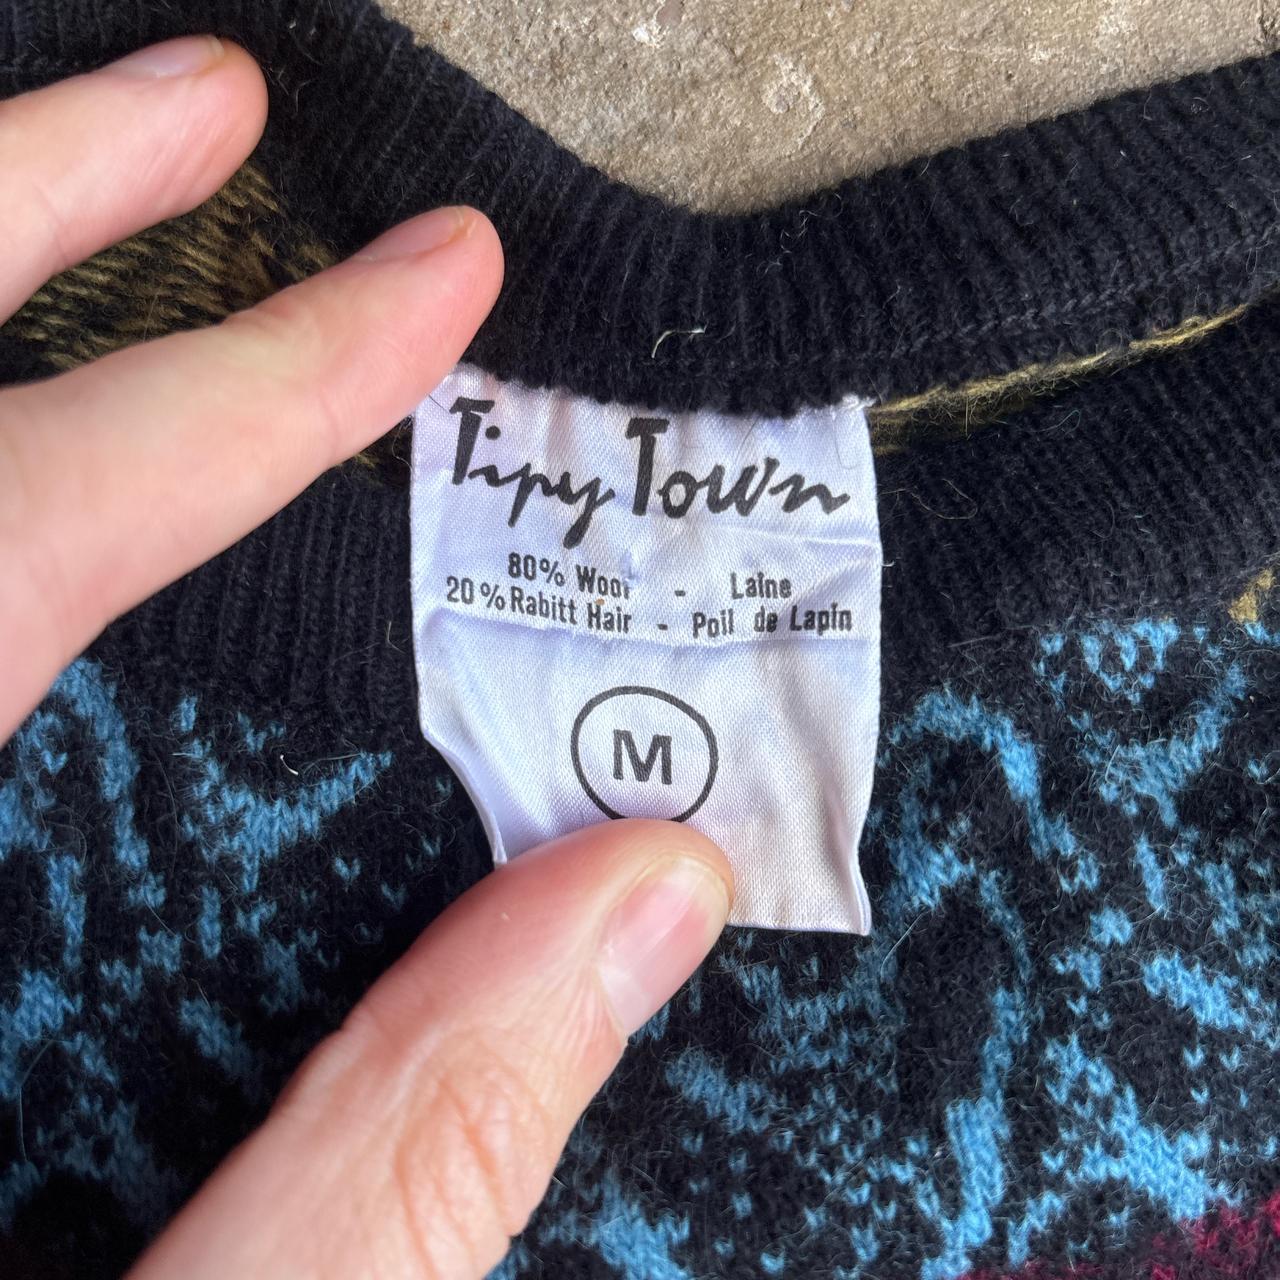 Tipy Town
80% Wool - Laine
20% Rabitt Hair - Poil de Lapin
M